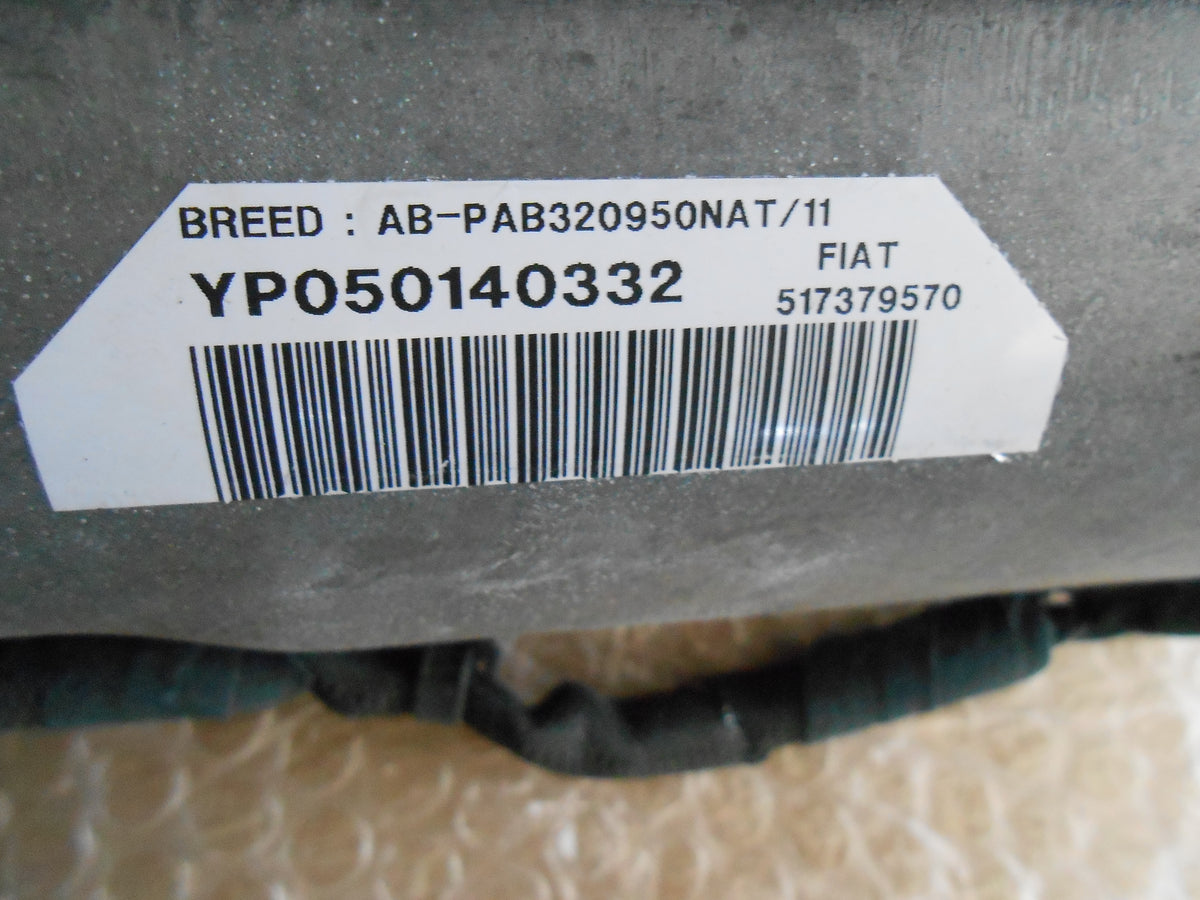 BREED : AB-PAB320950NAT/11
FIAT
YP050140332
517379570